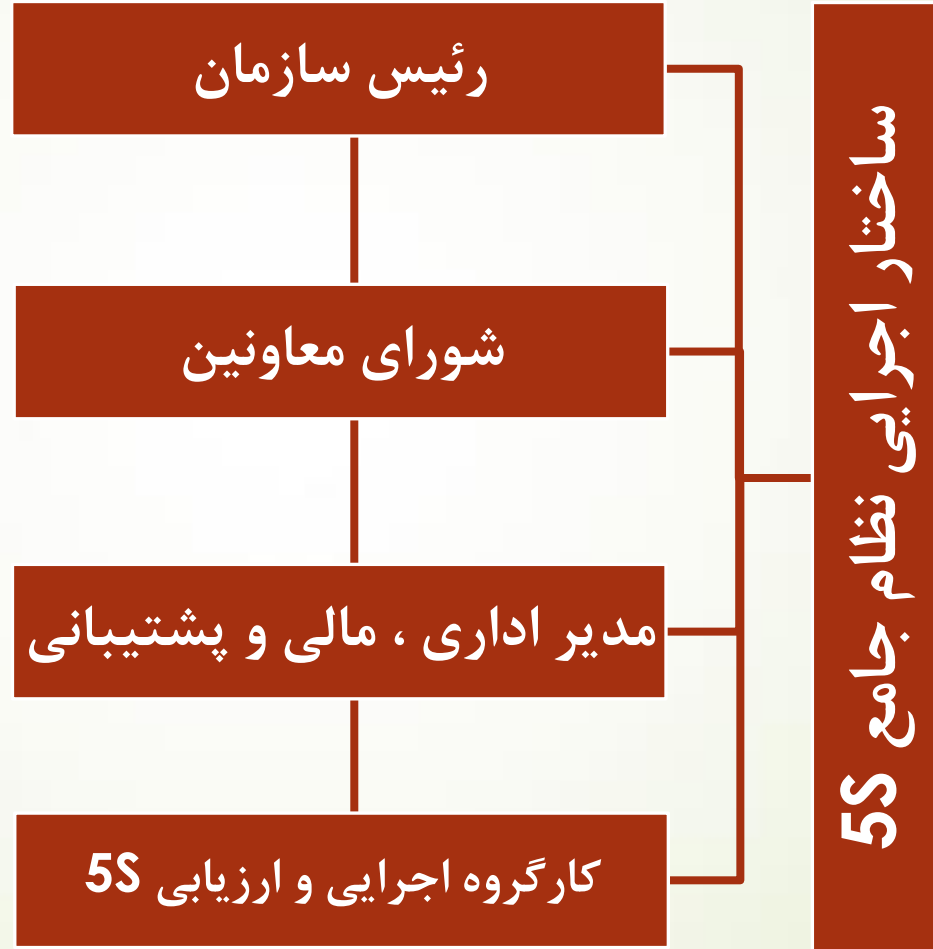 ساختار اجرایی نظام جامع 5S
رئیس سازمان
شورای معاونین
مدیر اداری ، مالی و پشتیبانی
کارگروه اجرایی و ارزیابی 5S